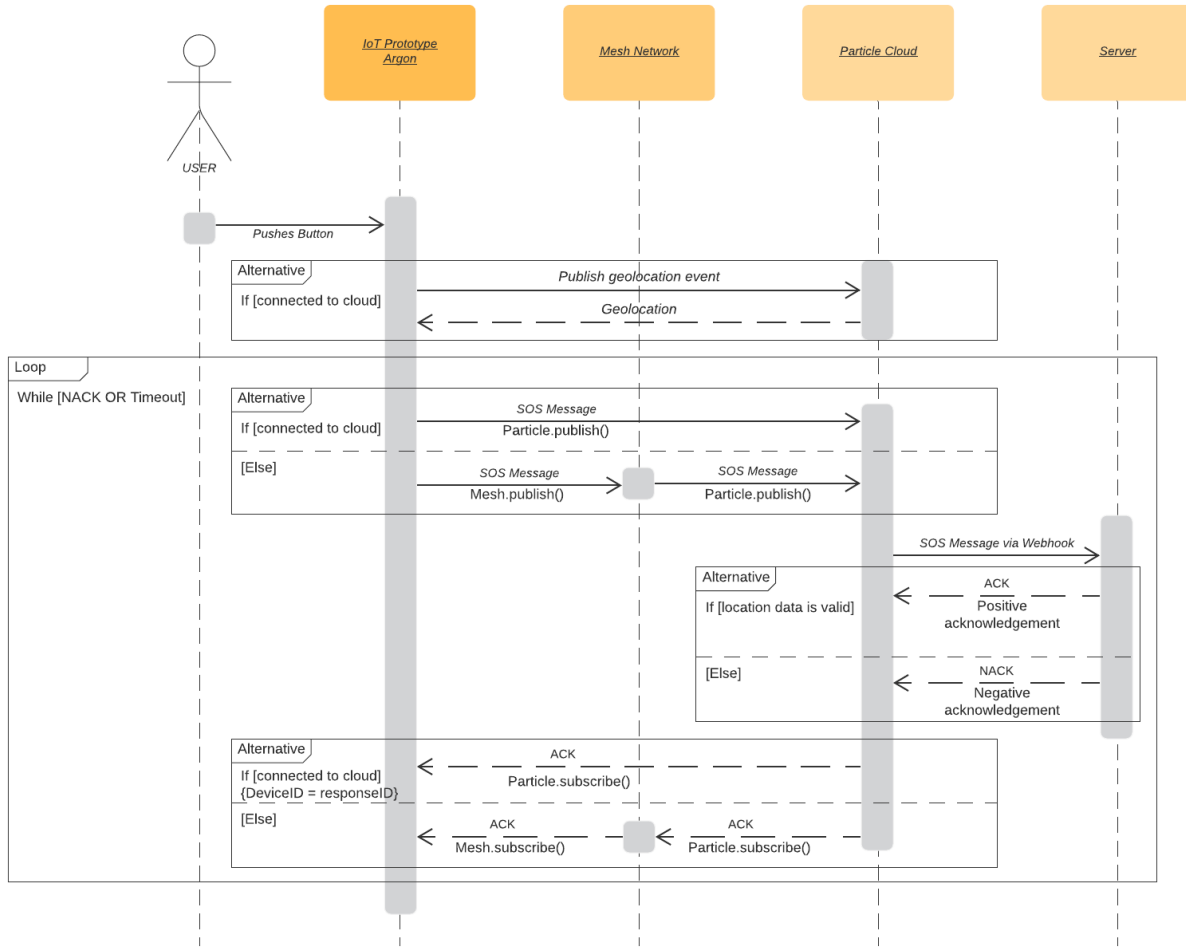 IoT Prototype
Argon
Mesh Network
Particle Cloud
Server
USER
Pushes Button
Alternative
If [connected to cloud]
Publish geolocation event
Geolocation
Loop
While [NACK OR Timeout]
Alternative
If [connected to cloud]
SOS Message
Particle.publish()
[Else]
SOS Message
Mesh.publish()
SOS Message
Particle.publish()
SOS Message via Webhook
Alternative
If [location data is valid]
ACK
Positive
acknowledgement
[Else]
NACK
Negative
acknowledgement
Alternative
If [connected to cloud]
{DeviceID = responseID}
ACK
Particle.subscribe()
[Else]
ACK
Mesh.subscribe()
ACK
Particle.subscribe()